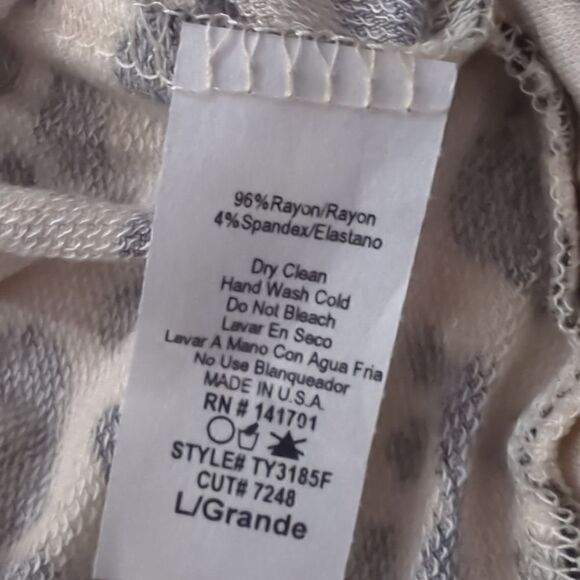 96%Rayon/Rayon
4%Spandex/Elastano
Dry Clean
Hand Wash Cold
Do Not Bleach
Lavar En Seco
Lavar A Mano Con Agua Fria
No Use Blanqueador
MADE IN U.S.A.
RN # 141701
STYLE# TY3185F
CUT# 7248
L/Grande